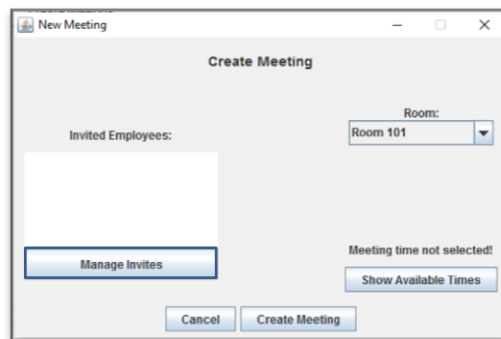 New Meeting
Create Meeting
Room:
Room 101
Invited Employees:
Meeting time not selected!
Manage Invites
Show Available Times
Cancel
Create Meeting